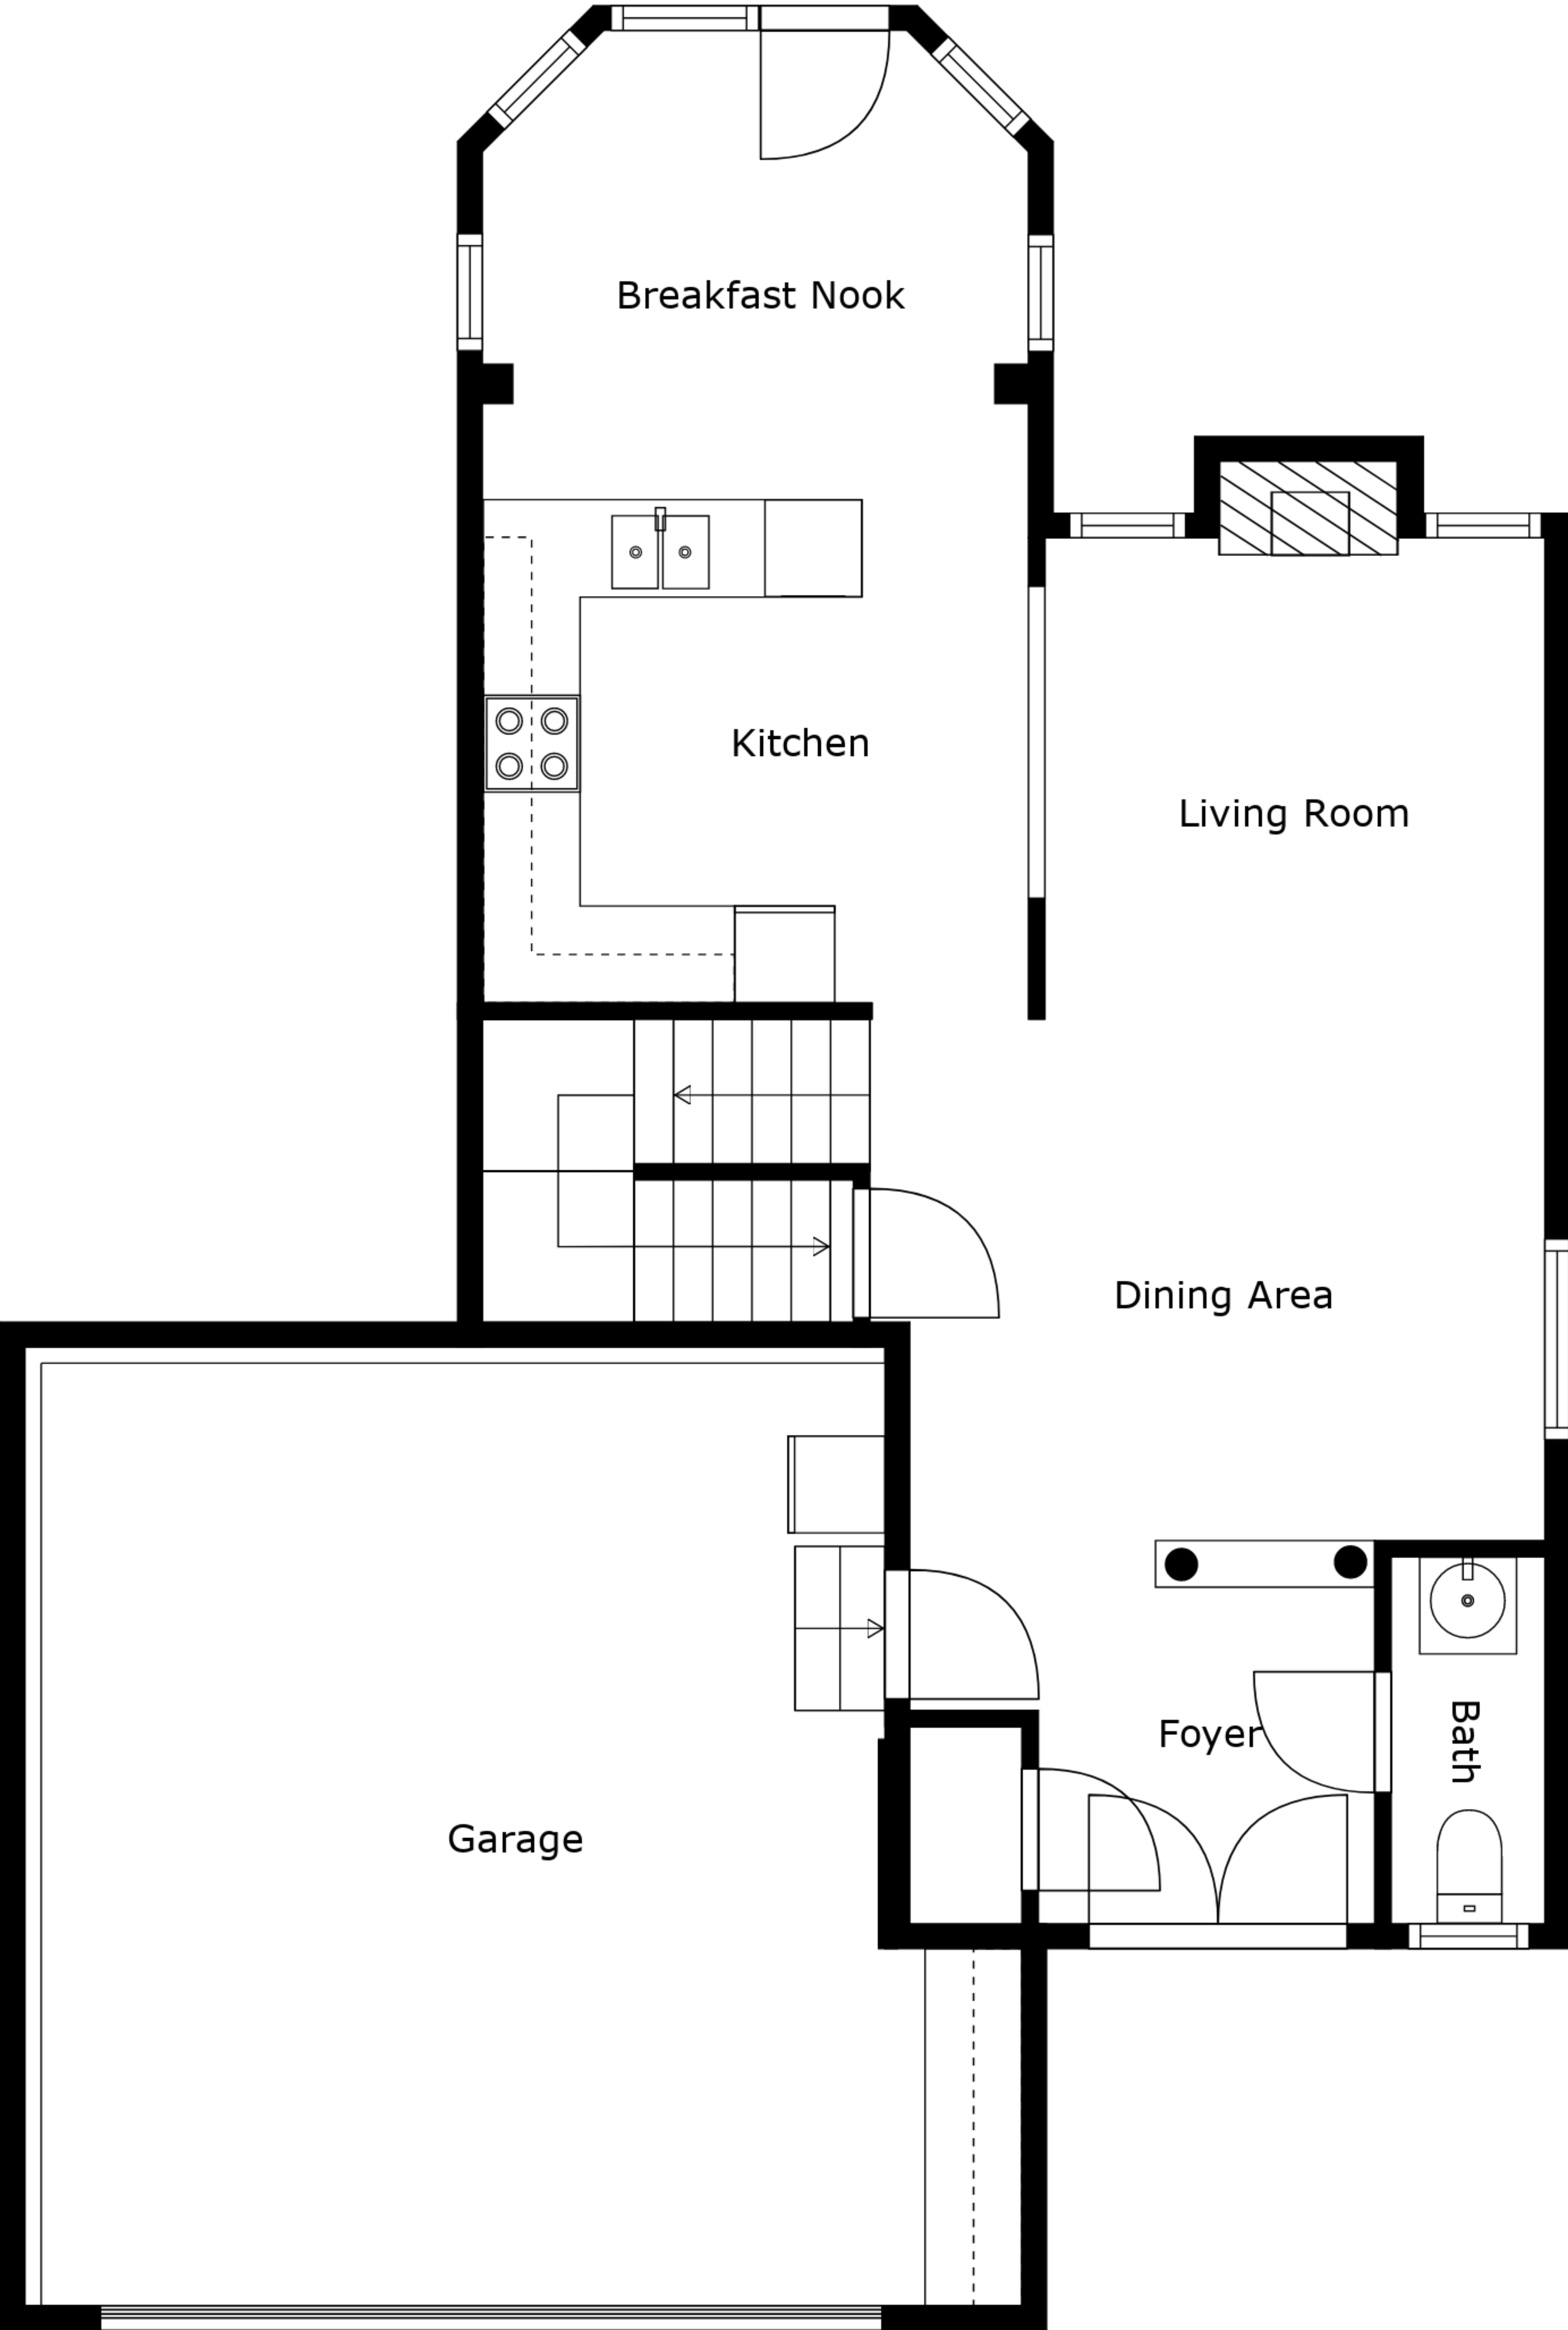 Breakfast Nook
Kitchen
Living Room
Dining Area
Foyer
Bath
Garage